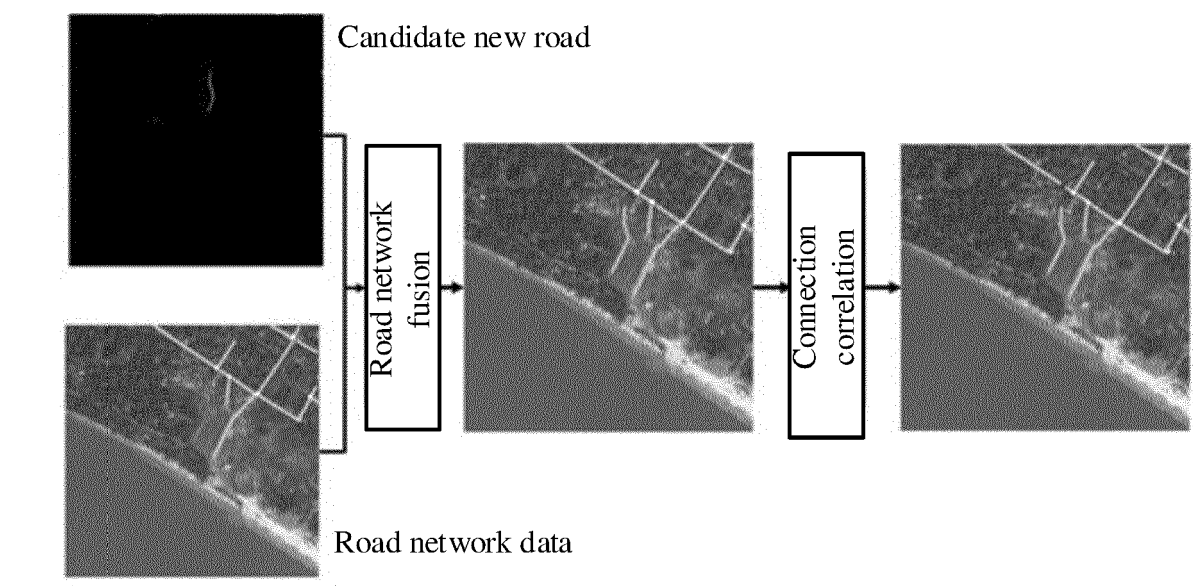 Candidate new road
Road network
fusion
Connection
correlation
Road network data